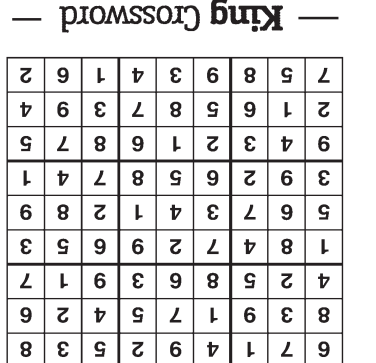 9 7 1 4 6 2 5 3 8
8 3 6 1 7 5 4 2 9
4 2 5 8 9 3 6 1 7
1 8 4 7 2 6 9 5 3
5 9 7 3 4 1 2 8 6
3 6 2 9 5 8 7 4 1
6 4 3 2 1 9 8 7 5
2 1 9 5 8 7 3 6 4
7 5 8 6 3 4 1 9 2
King Crossword